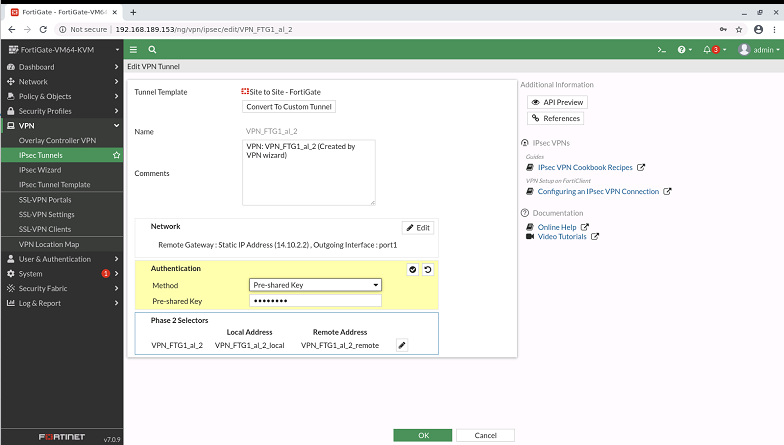 FortiGate - VM64-KVM
Not secure | 192.168.189.153/ng/vpn/ipsec/edit/VPN_FTG1_al_2
FortiGate-VM64-KVM
3
admin
Edit VPN Tunnel
Dashboard
Network
Policy & Objects
Security Profiles
VPN
Overlay Controller VPN
IPsec Tunnels
IPsec Wizard
IPsec Tunnel Template
SSL-VPN Portals
SSL-VPN Settings
SSL-VPN Clients
VPN Location Map
User & Authentication
System 1
Security Fabric
Log & Report
FORTINET
v7.0.9
Tunnel Template
Site to Site - FortiGate
Convert To Custom Tunnel
Name
VPN_FTG1_al_2
Comments
VPN: VPN_FTG1_al_2 (Created by
VPN wizard)
Network
Edit
Remote Gateway : Static IP Address (14.10.2.2) , Outgoing Interface : port1
Authentication
Method
Pre-shared Key
Pre-shared Key
••••••••
Phase 2 Selectors
Local Address Remote Address
VPN_FTG1_al_2 VPN_FTG1_al_2_local VPN_FTG1_al_2_remote
OK
Cancel
Additional Information
API Preview
References
IPsec VPNs
Guides
IPsec VPN Cookbook Recipes
VPN Setup on FortiClient
Configuring an IPsec VPN Connection
Documentation
Online Help
Video Tutorials